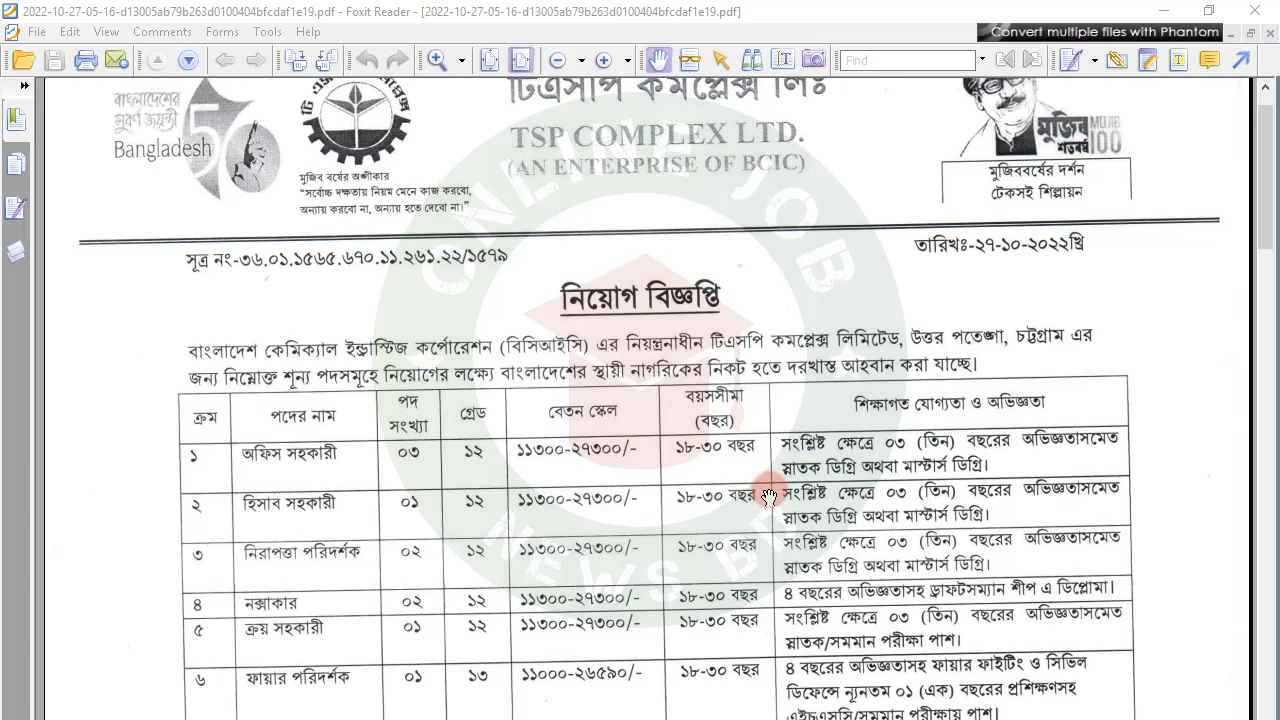 2022-10-27-05-16-d13005ab79b263d0100404bfcdaf1e19.pdf - Foxit Reader - [2022-10-27-05-16-d13005ab79b263d0100404bfcdaf1e19.pdf]
File Edit View Comments Forms Tools Help
Convert multiple files with Phantom
Find
বাংলাদেশের
সুবর্ণ জয়ন্তী
50
Bangladesh
মুজিব বর্ষের অঙ্গীকার
"সর্বোচ্চ দক্ষতায় নিয়ম মেনে কাজ করবো,
অন্যায় করবো না, অন্যায় হতে দেবো না।"
টিএসপি কমপ্লেক্স লিঃ
TSP COMPLEX LTD.
(AN ENTERPRISE OF BCIC)
মুজিব MUJIB
শতবর্ষ 100
মুজিববর্ষের দর্শন
টেকসই শিল্পায়ন
সূত্র নং-৩৬.০১.১৫৬৫.৬৭০.১১.২৬১.২২/১৫৭৯
তারিখঃ-২৭-১০-২০২২খ্রি
নিয়োগ বিজ্ঞপ্তি
বাংলাদেশ কেমিক্যাল ইন্ডাস্টিজ কর্পোরেশন (বিসিআইসি) এর নিয়ন্ত্রনাধীন টিএসপি কমপ্লেক্স লিমিটেড, উত্তর পতেঙ্গা, চট্টগ্রাম এর
জন্য নিম্নোক্ত শূন্য পদসমূহে নিয়োগের লক্ষ্যে বাংলাদেশের স্থায়ী নাগরিকের নিকট হতে দরখাস্ত আহবান করা যাচ্ছে।
ক্রম পদের নাম পদ সংখ্যা গ্রেড বেতন স্কেল বয়সসীমা (বছর) শিক্ষাগত যোগ্যতা ও অভিজ্ঞতা
১ অফিস সহকারী ০৩ ১২ ১১৩০০-২৭৩০০/- ১৮-৩০ বছর সংশ্লিষ্ট ক্ষেত্রে ০৩ (তিন) বছরের অভিজ্ঞতাসমেত
স্নাতক ডিগ্রি অথবা মাস্টার্স ডিগ্রি।
২ হিসাব সহকারী ০১ ১২ ১১৩০০-২৭৩০০/- ১৮-৩০ বছর সংশ্লিষ্ট ক্ষেত্রে ০৩ (তিন) বছরের অভিজ্ঞতাসমেত
স্নাতক ডিগ্রি অথবা মাস্টার্স ডিগ্রি।
৩ নিরাপত্তা পরিদর্শক ০২ ১২ ১১৩০০-২৭৩০০/- ১৮-৩০ বছর সংশ্লিষ্ট ক্ষেত্রে ০৩ (তিন) বছরের অভিজ্ঞতাসমেত
স্নাতক ডিগ্রি অথবা মাস্টার্স ডিগ্রি।
৪ নক্সাকার ০২ ১২ ১১৩০০-২৭৩০০/- ১৮-৩০ বছর ৪ বছরের অভিজ্ঞতাসহ ড্রাফটসম্যান শীপ এ ডিপ্লোমা।
৫ ক্রয় সহকারী ০১ ১২ ১১৩০০-২৭৩০০/- ১৮-৩০ বছর সংশ্লিষ্ট ক্ষেত্রে ০৩ (তিন) বছরের অভিজ্ঞতাসমেত
স্নাতক/সমমান পরীক্ষা পাশ।
৬ ফায়ার পরিদর্শক ০১ ১৩ ১১০০০-২৬৫৯০/- ১৮-৩০ বছর ৪ বছরের অভিজ্ঞতাসহ ফায়ার ফাইটিং ও সিভিল
ডিফেন্সে ন্যূনতম ০১ (এক) বছরের প্রশিক্ষণসহ
এইচএসসি/সমমান পরীক্ষায় পাশ।
ONLINE JOB
NEWS BD